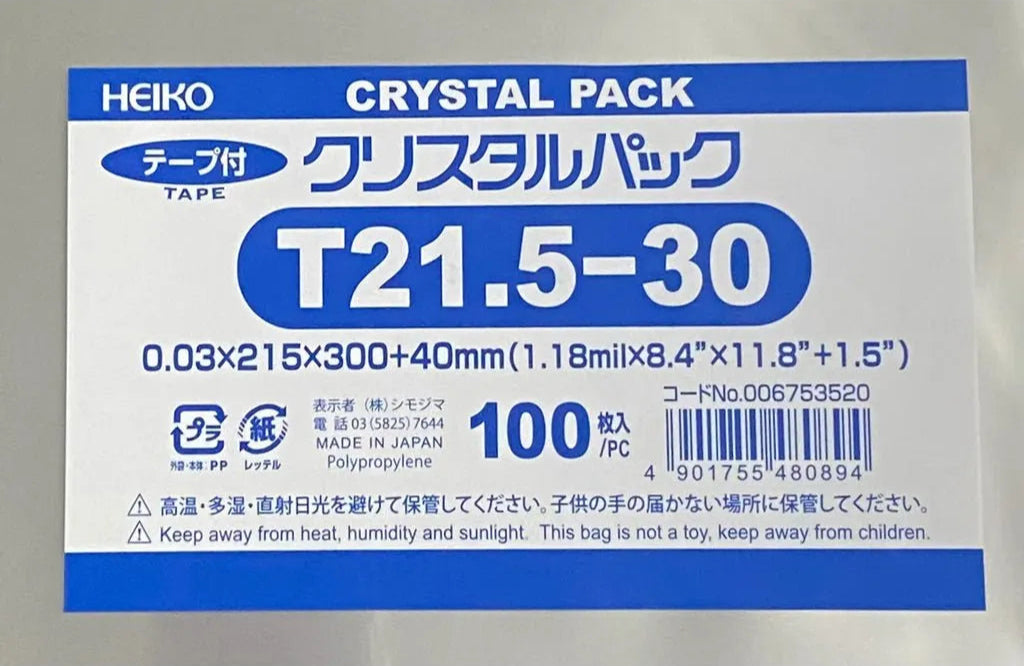 HEIKO CRYSTAL PACK
テープ付 クリスタルパック
TAPE
T21.5-30
0.03×215×300+40mm(1.18mil×8.4”×11.8”+1.5”)
コードNo.006753520
表示者 (株)シモジマ
電話 03(5825)7644
MADE IN JAPAN
Polypropylene
プラ
外袋・本体:PP
紙
レッテル
100枚入/PC
4 901755 480894
⚠ 高温・多湿・直射日光を避けて保管してください。子供の手の届かない場所に保管してください。
⚠ Keep away from heat, humidity and sunlight. This bag is not a toy, keep away from children.